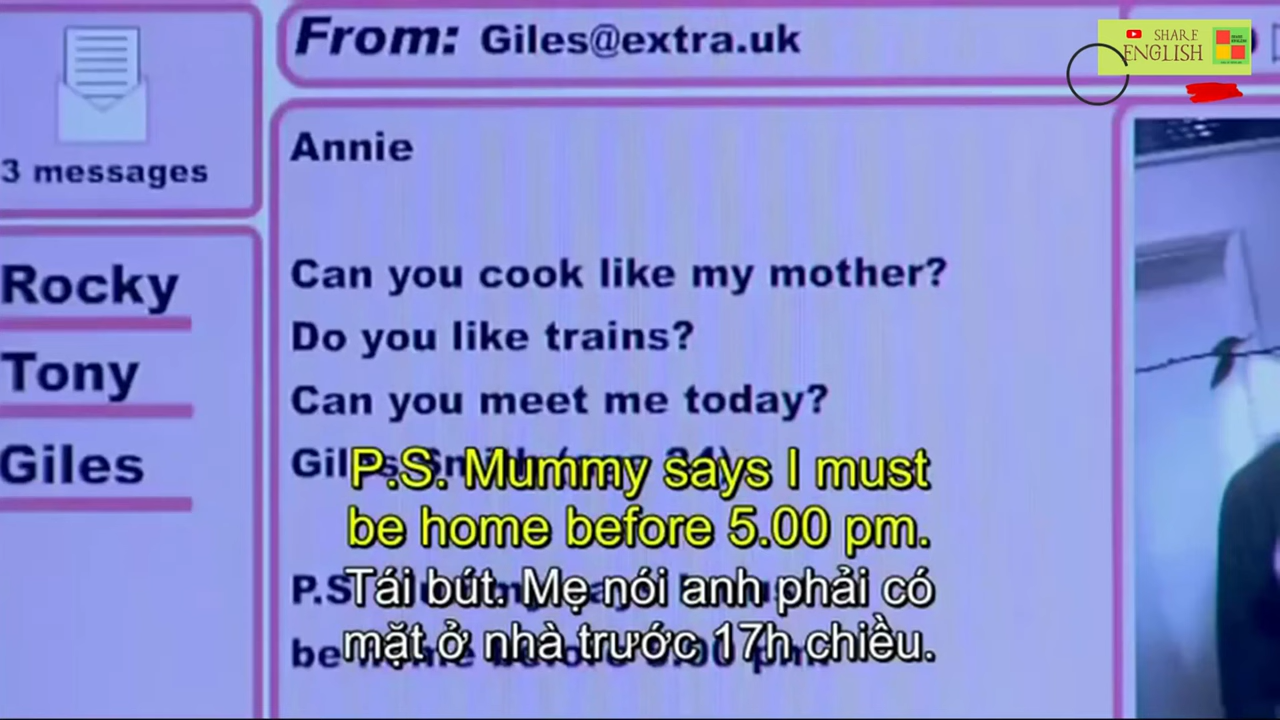 From: Giles@extra.uk
SHARE
ENGLISH
3 messages
Annie
Can you cook like my mother?
Do you like trains?
Can you meet me today?
Rocky
Tony
Giles
P.S. Mummy says I must
be home before 5.00 pm.
Tái bút. Mẹ nói anh phải có
mặt ở nhà trước 17h chiều.